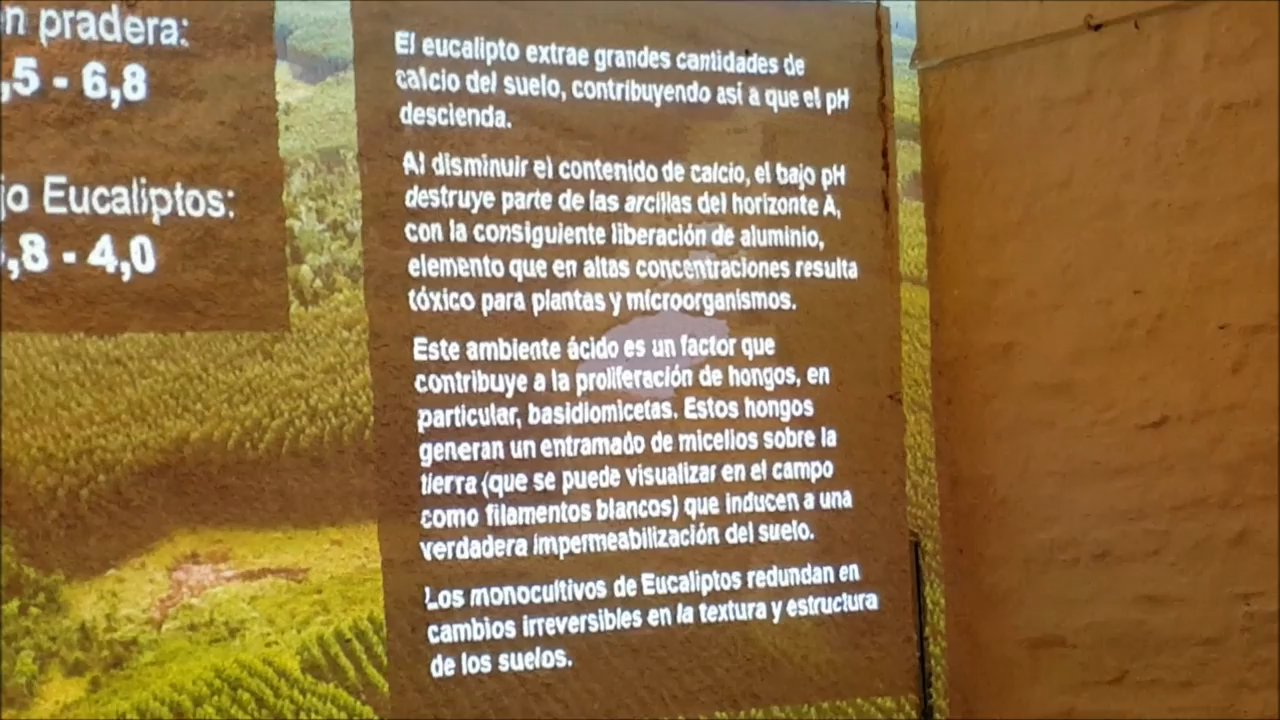 n pradera:
,5 - 6,8
jo Eucaliptos:
,8 - 4,0
El eucalipto extrae grandes cantidades de
calcio del suelo, contribuyendo asi a que el pH
descienda.
Al disminuir el contenido de calcio, el bajo pH
destruye parte de las arcillas del horizonte A,
con la consiguiente liberación de aluminio,
elemento que en altas concentraciones resulta
tóxico para plantas y microorganismos.
Este ambiente ácido es un factor que
contribuye a la proliferación de hongos, en
particular, basidiomicetas. Estos hongos
generan un entramado de micelios sobre la
tierra (que se puede visualizar en el campo
como filamentos blancos) que inducen a una
verdadera impermeabilización del suelo.
Los monocultivos de Eucaliptos redundan en
cambios irreversibles en la textura y estructura
de los suelos.